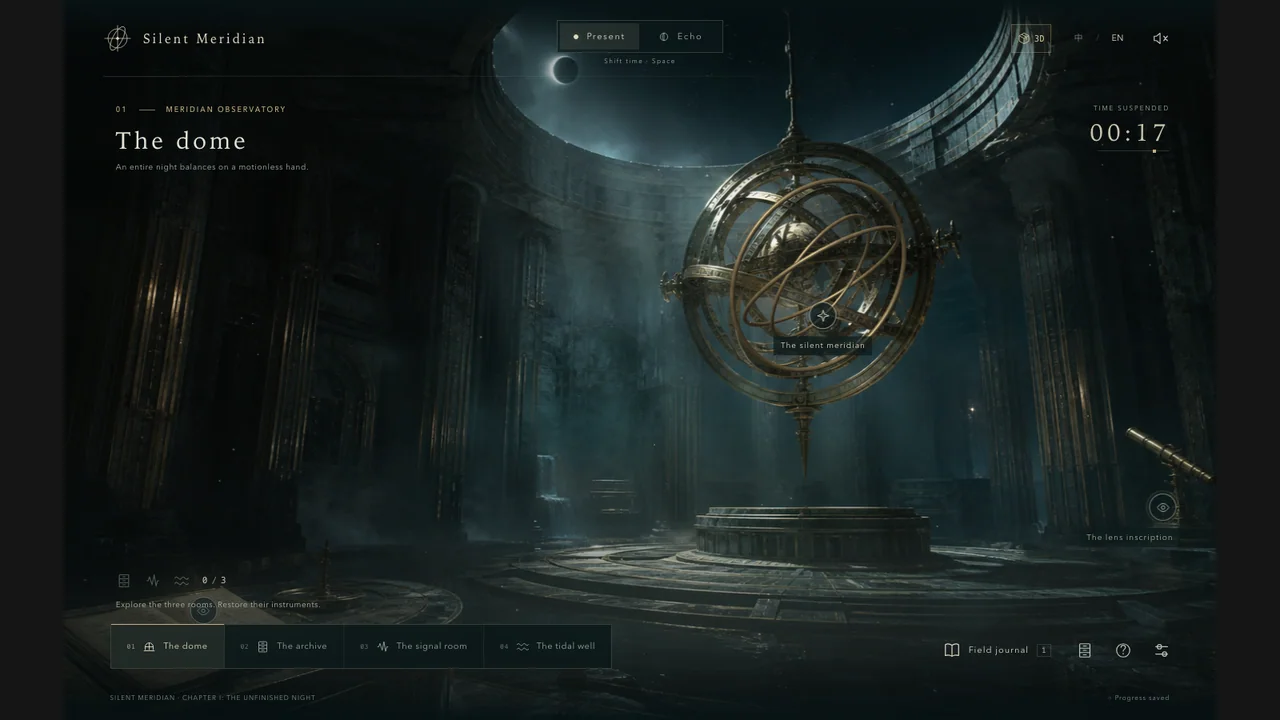 Silent Meridian
Present
Echo
Shift time · Space
3D
中 / EN
01 — MERIDIAN OBSERVATORY
The dome
An entire night balances on a motionless hand.
TIME SUSPENDED
00:17
The silent meridian
The lens inscription
0 / 3
Explore the three rooms. Restore their instruments.
01 The dome
02 The archive
03 The signal room
04 The tidal well
Field journal 1
SILENT MERIDIAN · CHAPTER I: THE UNFINISHED NIGHT
Progress saved